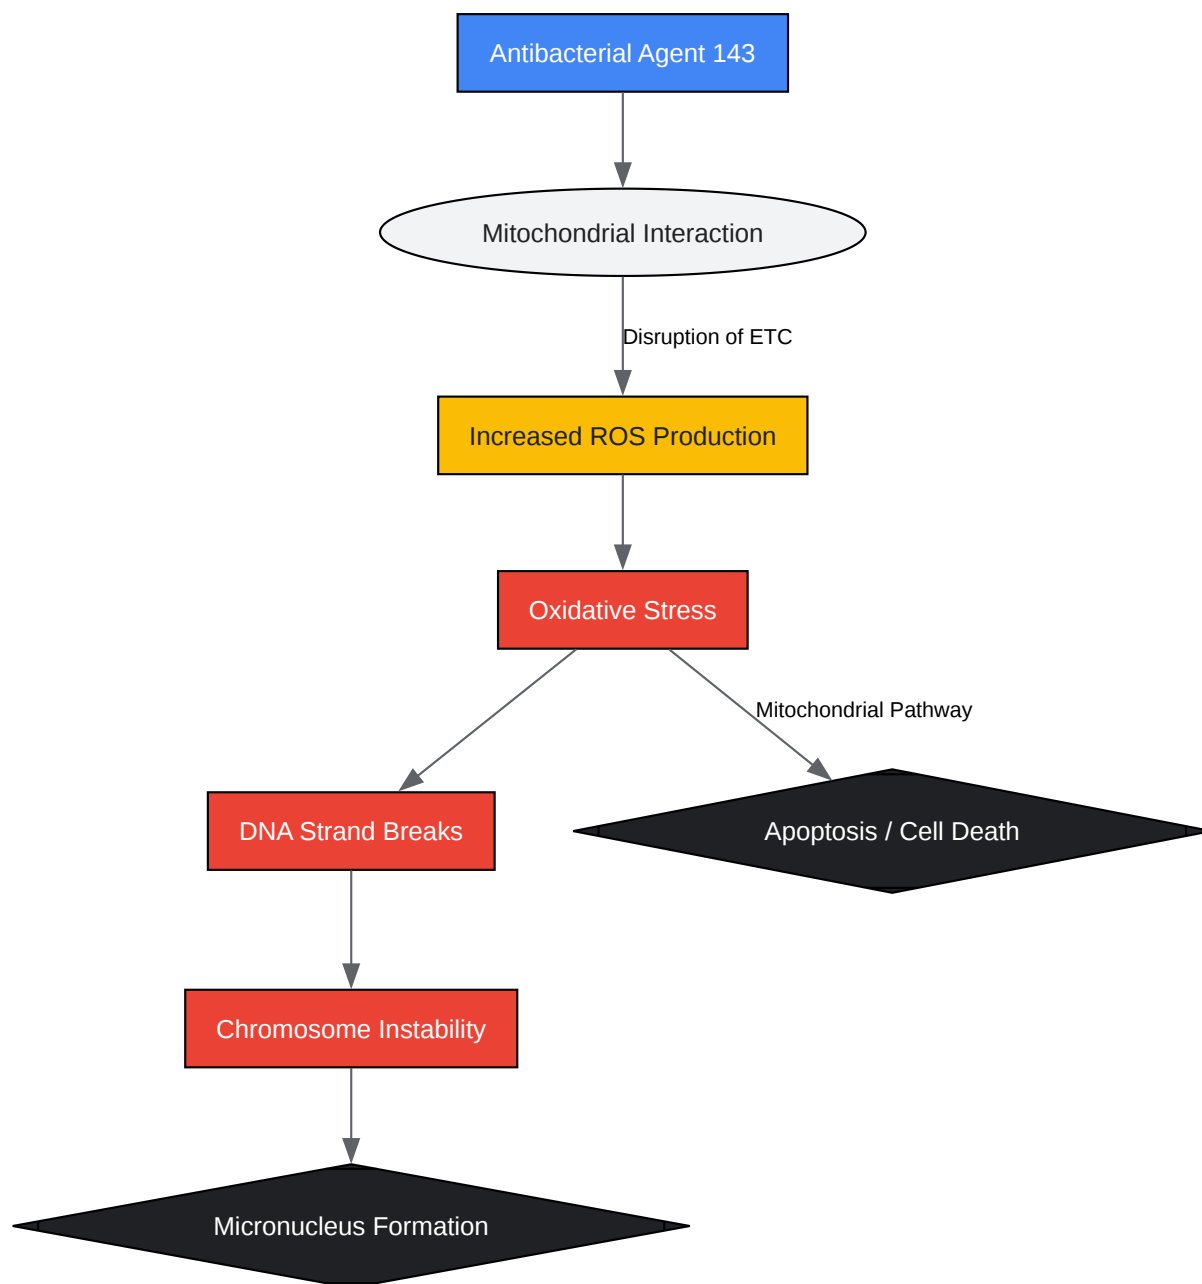 Antibacterial Agent 143
Mitochondrial Interaction
Disruption of ETC
Increased ROS Production
Oxidative Stress
Mitochondrial Pathway
DNA Strand Breaks
Apoptosis / Cell Death
Chromosome Instability
Micronucleus Formation